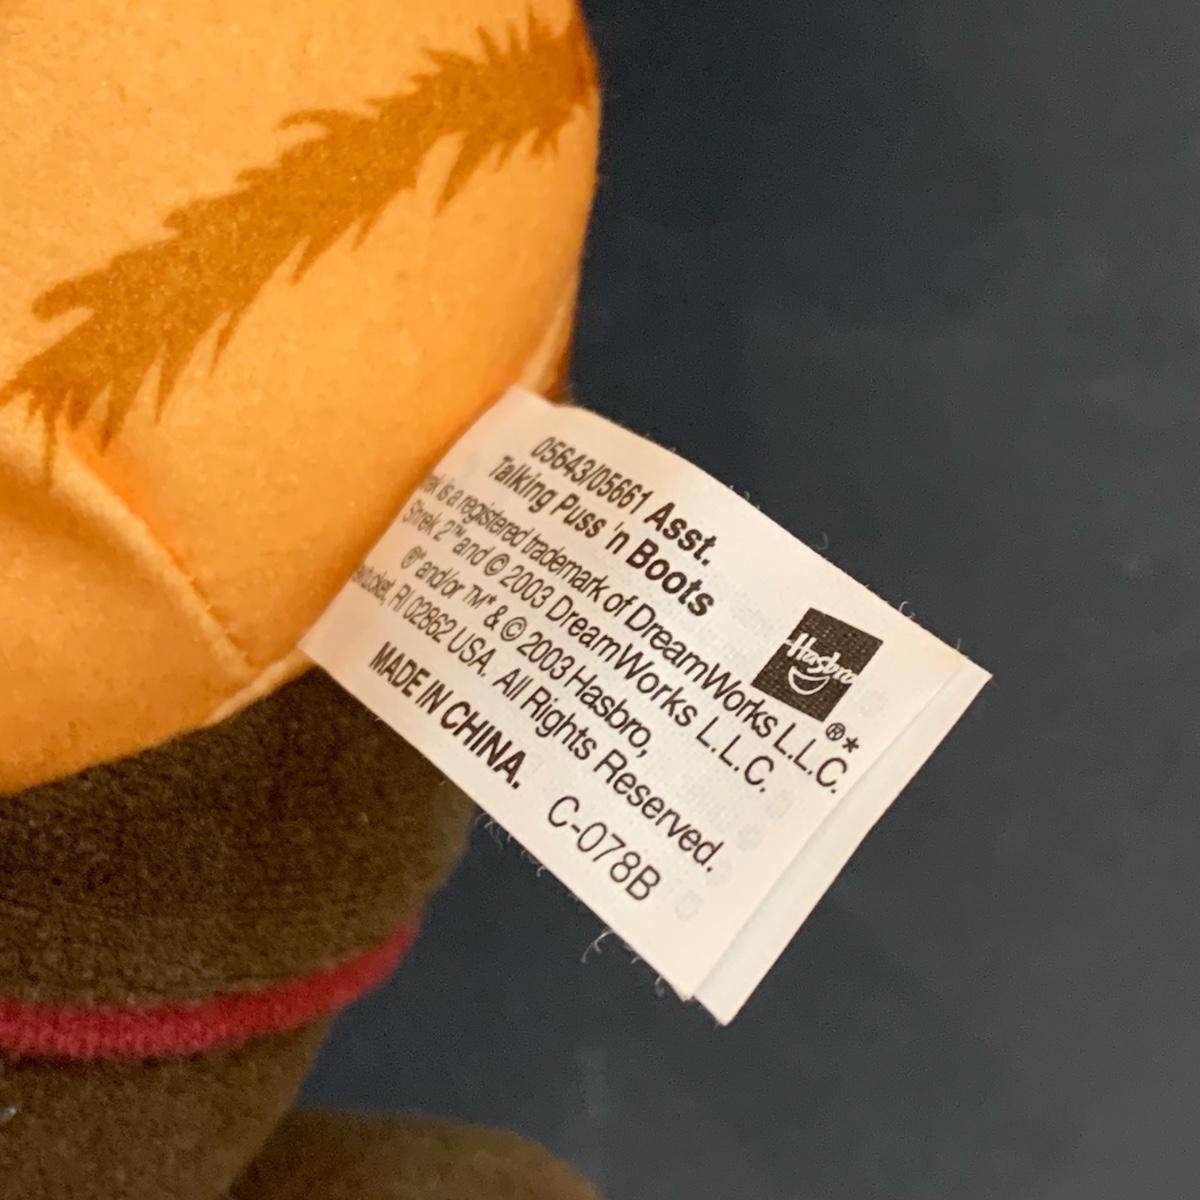 05643/05661 Asst.
Talking Puss 'n Boots
is a registered trademark of DreamWorks L.L.C.
Shrek 2™ and © 2003 DreamWorks L.L.C.
®* and/or ™* & © 2003 Hasbro,
RI 02862 USA. All Rights Reserved.
MADE IN CHINA. C-078B
Hasbro
®*